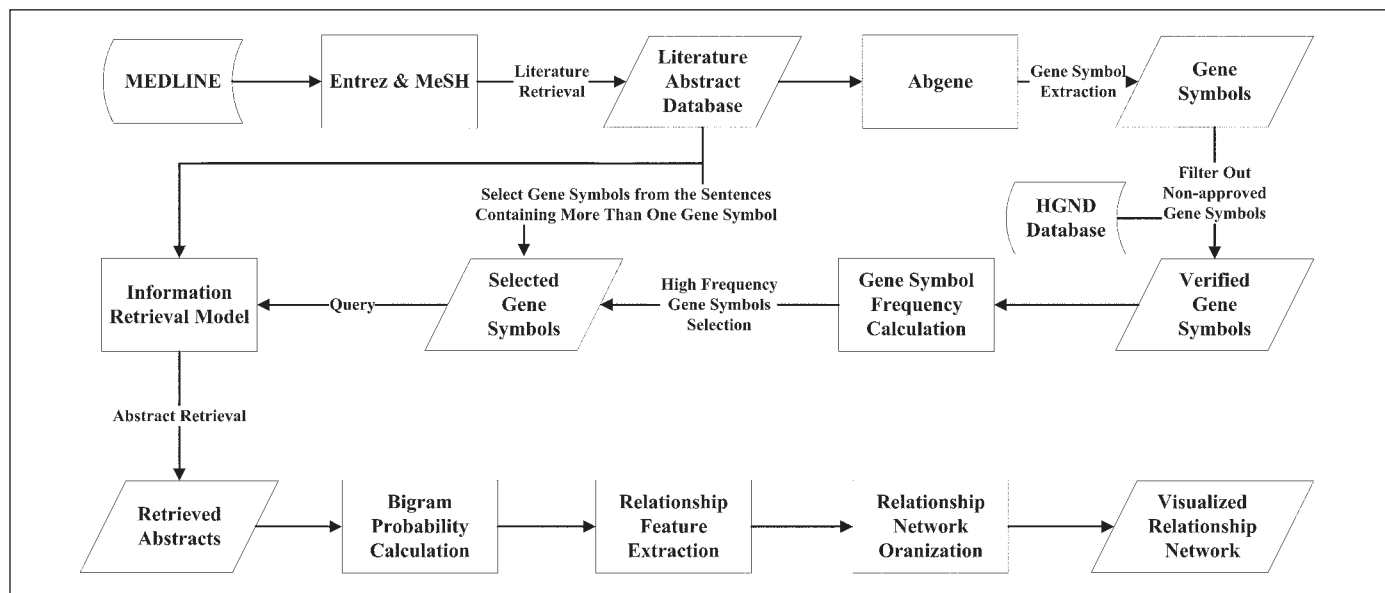 MEDLINE
Entrez & MeSH
Literature
Retrieval
Literature
Abstract
Database
Abgene
Gene Symbol
Extraction
Gene
Symbols
Select Gene Symbols from the Sentences
Containing More Than One Gene Symbol
HGND
Database
Filter Out
Non-approved
Gene Symbols
Information
Retrieval Model
Query
Selected
Gene
Symbols
High Frequency
Gene Symbols
Selection
Gene Symbol
Frequency
Calculation
Verified
Gene
Symbols
Abstract Retrieval
Retrieved
Abstracts
Bigram
Probability
Calculation
Relationship
Feature
Extraction
Relationship
Network
Oranization
Visualized
Relationship
Network